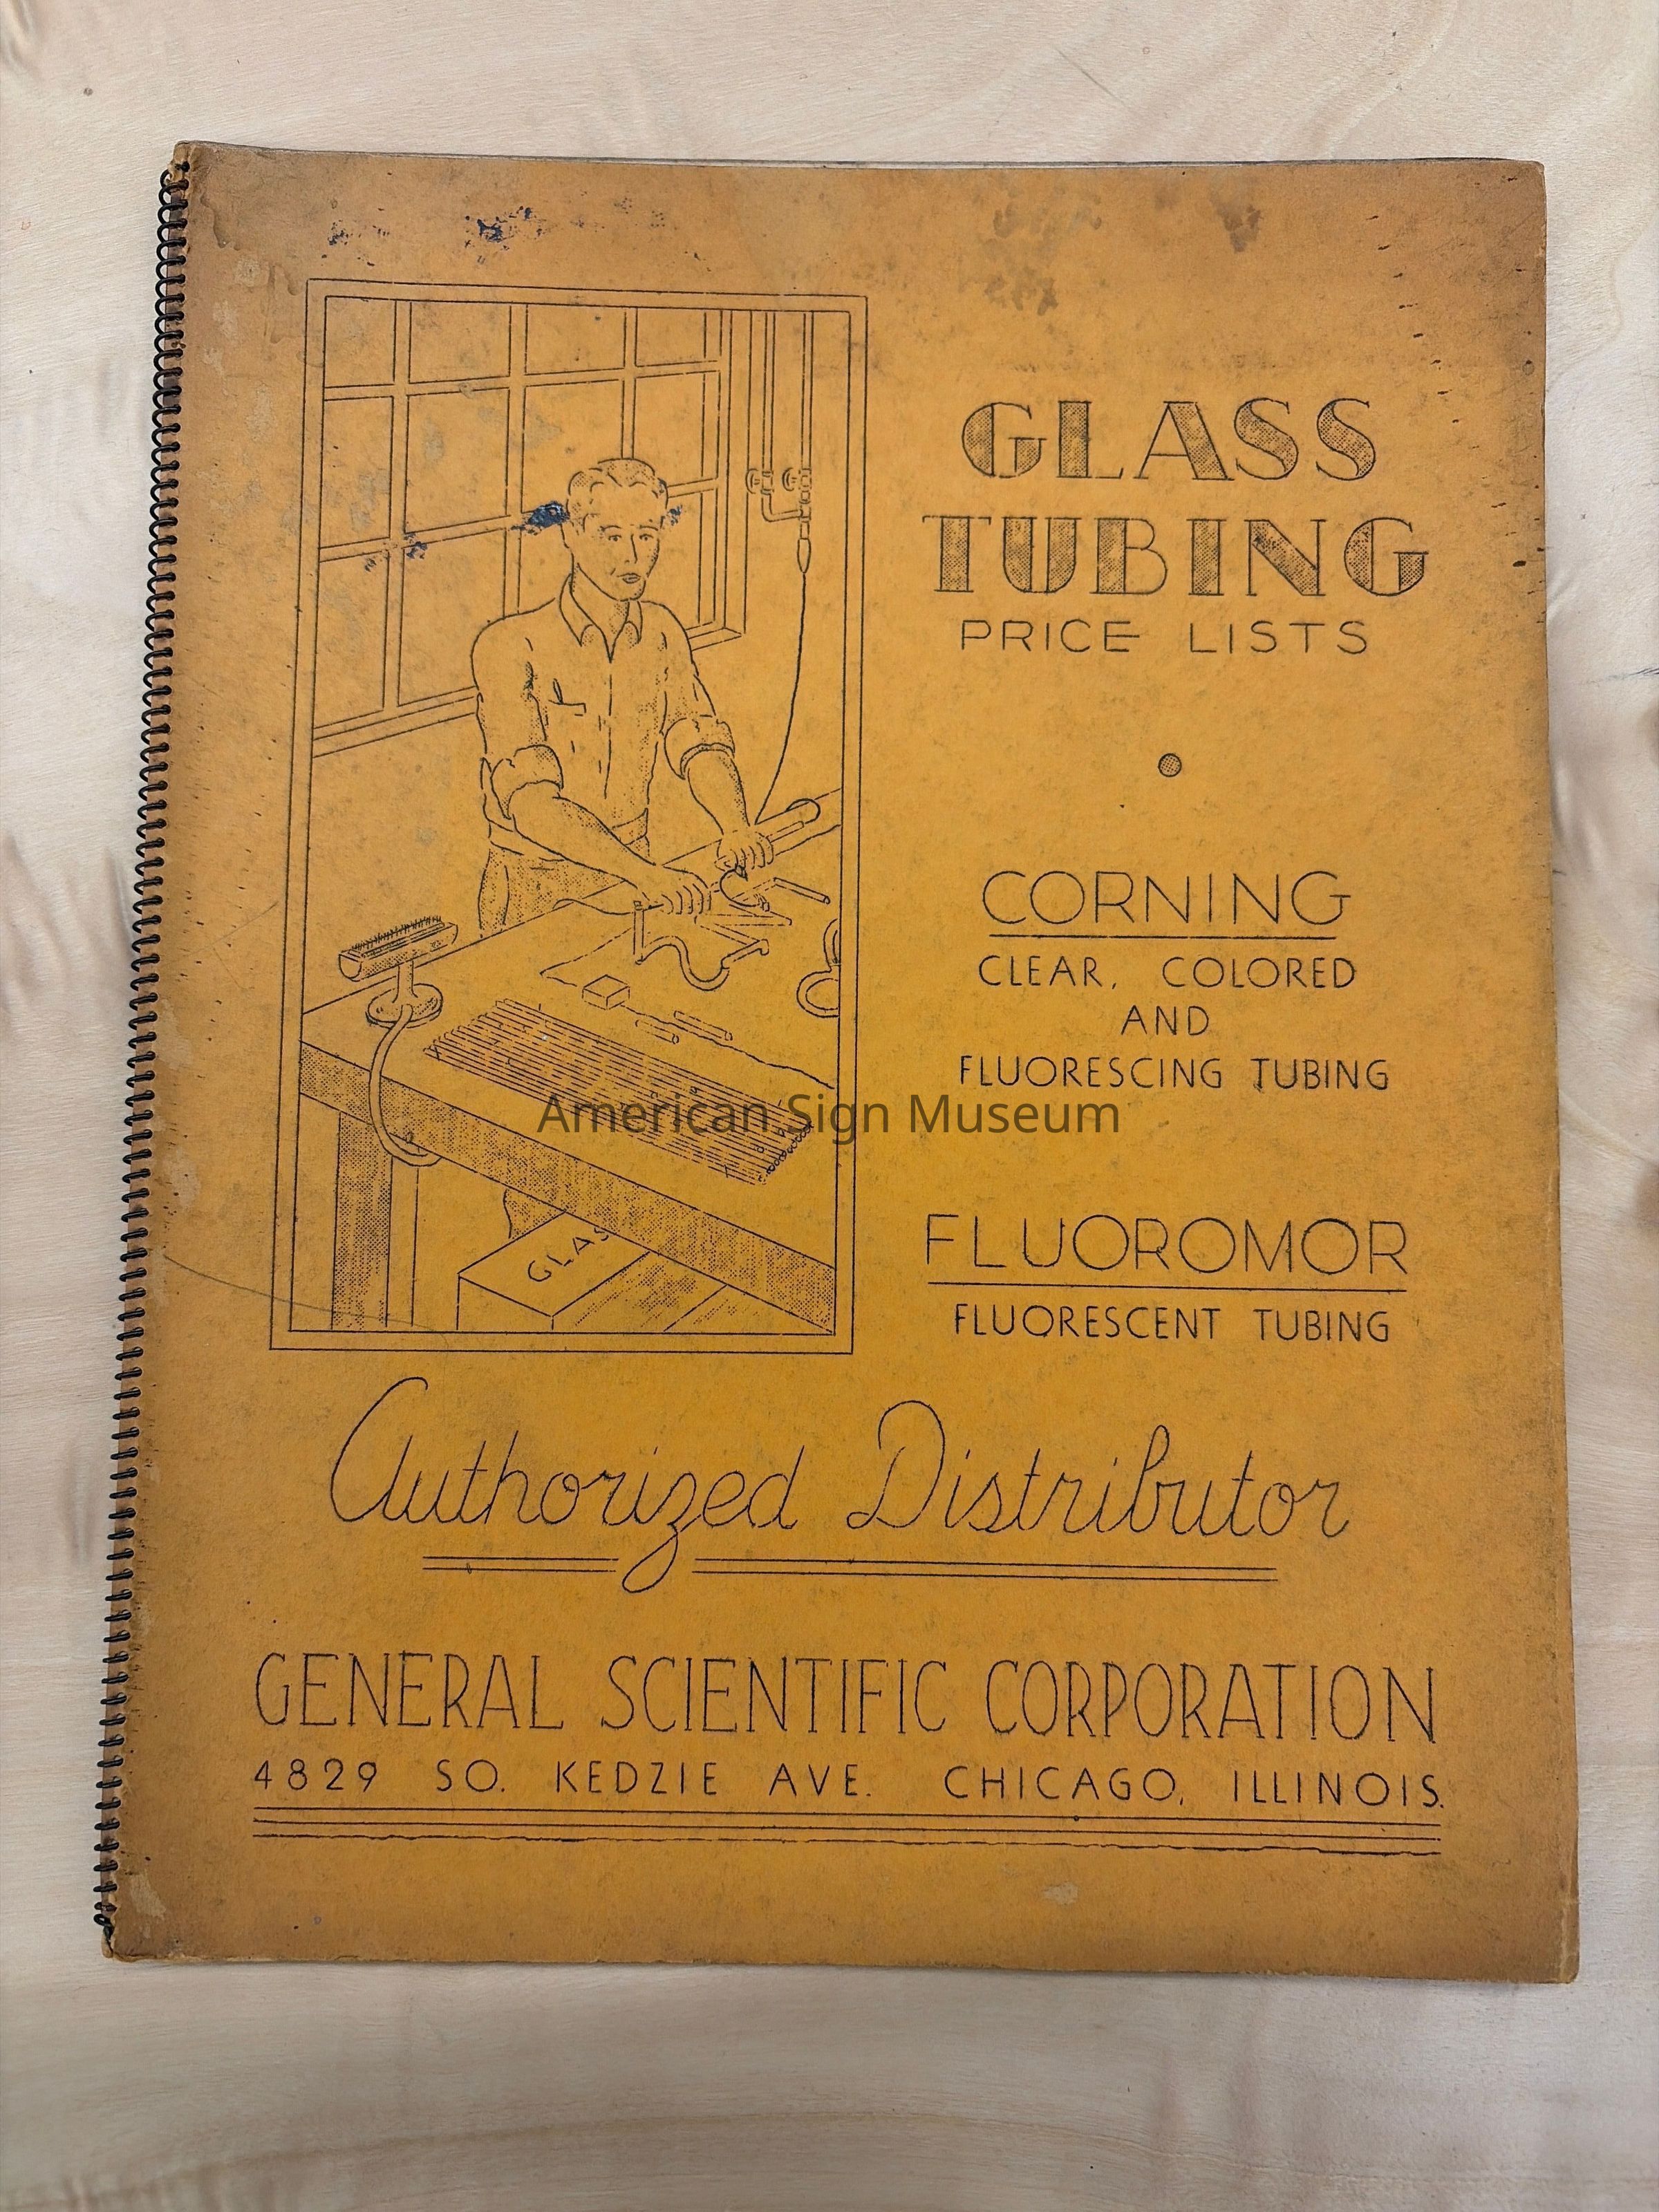 GLASS
TUBING
PRICE LISTS
CORNING
CLEAR, COLORED
AND
FLUORESCING TUBING
American Sign Museum
FLUOROMOR
FLUORESCENT TUBING
GLAS
Authorized Distributor
GENERAL SCIENTIFIC CORPORATION
4829 SO. KEDZIE AVE. CHICAGO, ILLINOIS.